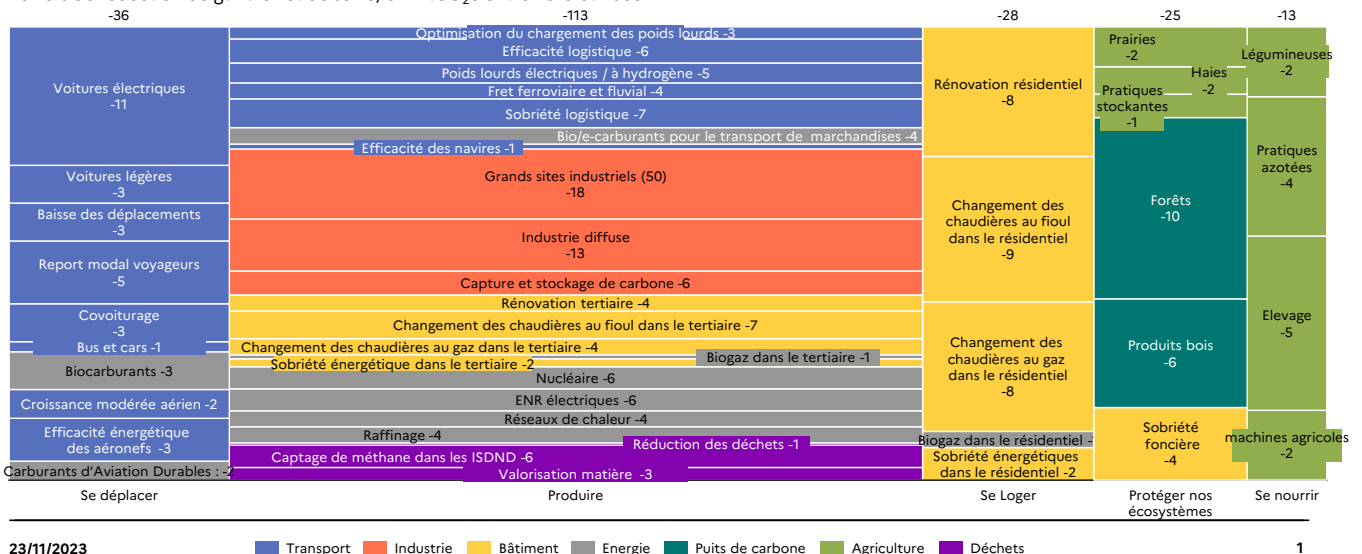 -36
-113
-28
-25
-13
Voitures électriques
-11
Voitures légères
-3
Baisse des déplacements
-3
Report modal voyageurs
-5
Covoiturage
-3
Bus et cars -1
Biocarburants -3
Croissance modérée aérien -2
Efficacité énergétique
des aéronefs -3
Carburants d'Aviation Durables : -2
Optimisation du chargement des poids lourds -3
Efficacité logistique -6
Poids lourds électriques / à hydrogène -5
Fret ferroviaire et fluvial -4
Sobriété logistique -7
Bio/e-carburants pour le transport de marchandises -4
Efficacité des navires -1
Grands sites industriels (50)
-18
Industrie diffuse
-13
Capture et stockage de carbone -6
Rénovation tertiaire -4
Changement des chaudières au fioul dans le tertiaire -7
Changement des chaudières au gaz dans le tertiaire -4
Biogaz dans le tertiaire -1
Sobriété énergétique dans le tertiaire -2
Nucléaire -6
ENR électriques -6
Réseaux de chaleur -4
Raffinage -4
Réduction des déchets -1
Captage de méthane dans les ISDND -6
Valorisation matière -3
Rénovation résidentiel
-8
Changement des
chaudières au fioul
dans le résidentiel
-9
Changement des
chaudières au gaz
dans le résidentiel
-8
Biogaz dans le résidentiel -
Sobriété énergétiques
dans le résidentiel -2
Prairies
-2
Haies
-2
Pratiques
stockantes
-1
Forêts
-10
Produits bois
-6
Sobriété
foncière
-4
Légumineuses
-2
Pratiques
azotées
-4
Elevage
-5
machines agricoles
-2
Se déplacer
Produire
Se Loger
Protéger nos
écosystèmes
Se nourrir
23/11/2023
Transport
Industrie
Bâtiment
Energie
Puits de carbone
Agriculture
Déchets
1